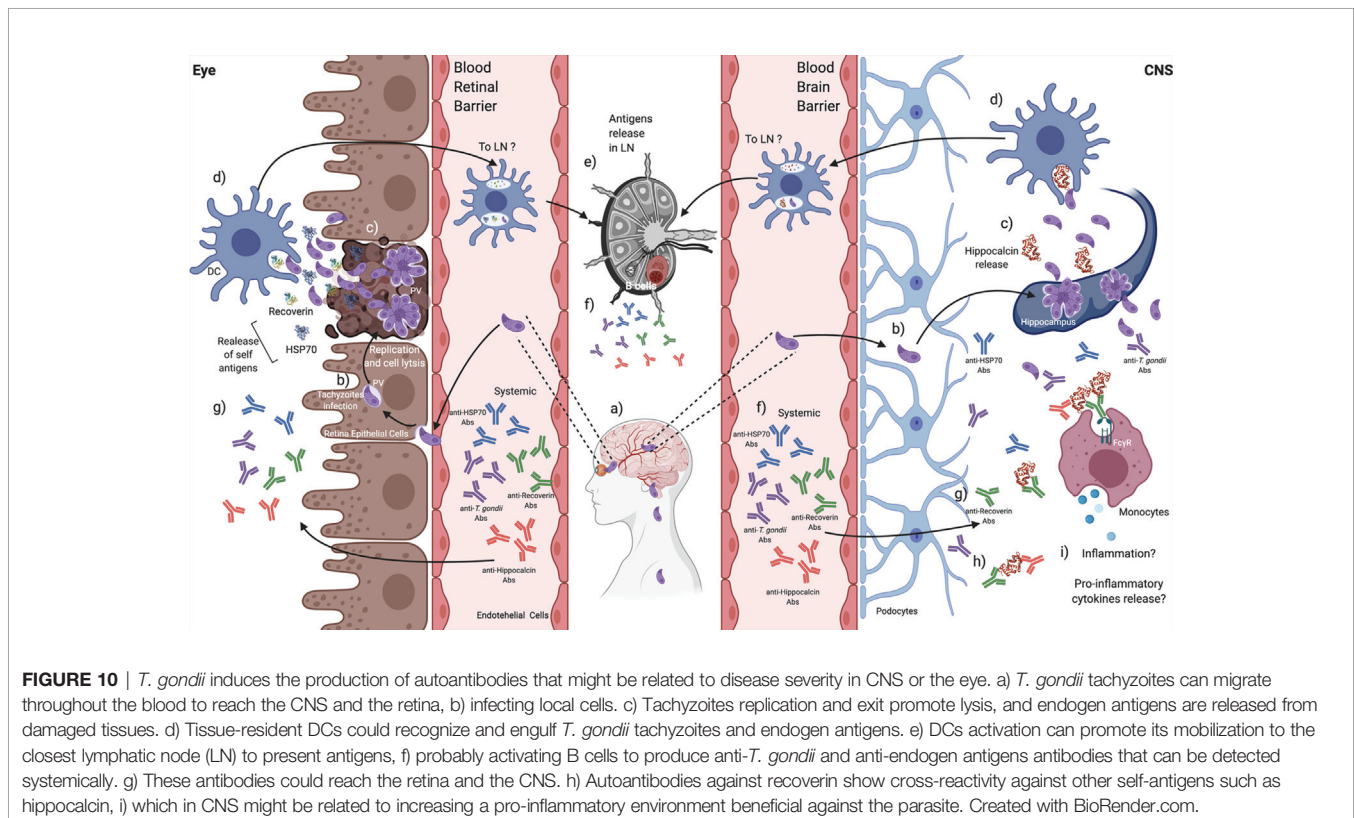 Eye
Blood
Retinal
Barrier
Blood
Brain
Barrier
CNS
d)
To LN ?
Antigens
release
in LN
e)
To LN ?
d)
DC
c)
PV
Recoverin
HSP70
Realease of
self
antigens
Replication
and cell lytsis
b)
PV
Tachyzoites
infection
Retina Epithelial Cells
g)
B cells
f)
c)
Hippocalcin
release
Hippocampus
b)
anti-HSP70
Abs
anti-T. gondii
Abs
Systemic
anti-HSP70
Abs
anti-Recoverin
Abs
anti-T. gondii
Abs
anti-Hippocalcin
Abs
Endotehelial Cells
a)
f)
Systemic
anti-HSP70
Abs
anti-Recoverin
Abs
anti-T. gondii
Abs
anti-Hippocalcin
Abs
FcγR
Monocytes
g)
anti-Recoverin
Abs
h)
i)
Inflammation?
Pro-inflammatory
cytokines release?
Podocytes
FIGURE 10 | T. gondii induces the production of autoantibodies that might be related to disease severity in CNS or the eye. a) T. gondii tachyzoites can migrate
throughout the blood to reach the CNS and the retina, b) infecting local cells. c) Tachyzoites replication and exit promote lysis, and endogen antigens are released from
damaged tissues. d) Tissue-resident DCs could recognize and engulf T. gondii tachyzoites and endogen antigens. e) DCs activation can promote its mobilization to the
closest lymphatic node (LN) to present antigens, f) probably activating B cells to produce anti-T. gondii and anti-endogen antigens antibodies that can be detected
systemically. g) These antibodies could reach the retina and the CNS. h) Autoantibodies against recoverin show cross-reactivity against other self-antigens such as
hippocalcin, i) which in CNS might be related to increasing a pro-inflammatory environment beneficial against the parasite. Created with BioRender.com.